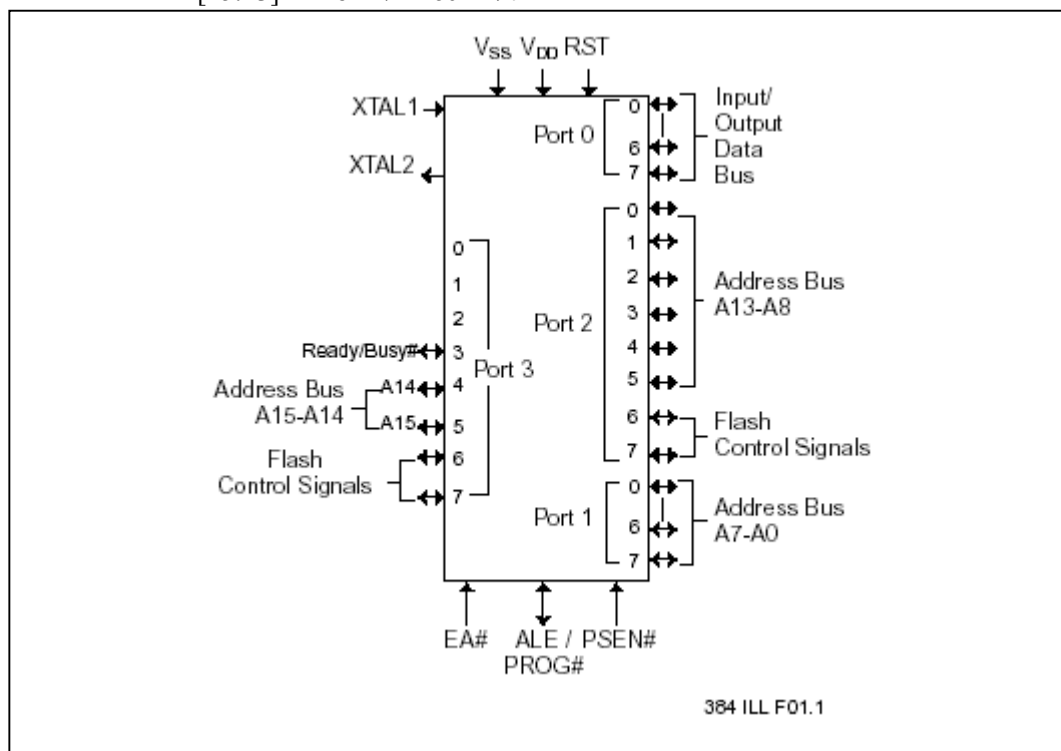 V_SS V_DD RST
XTAL1
XTAL2
Port 0
0
6
7
Input/
Output
Data
Bus
Port 2
0
1
2
3
4
5
6
7
Address Bus
A13-A8
Flash
Control Signals
Port 3
0
1
2
3
4
5
6
7
Ready/Busy#
Address Bus
A15-A14
A14
A15
Flash
Control Signals
Port 1
0
6
7
Address Bus
A7-A0
EA# ALE / PSEN#
PROG#
384 ILL F01.1